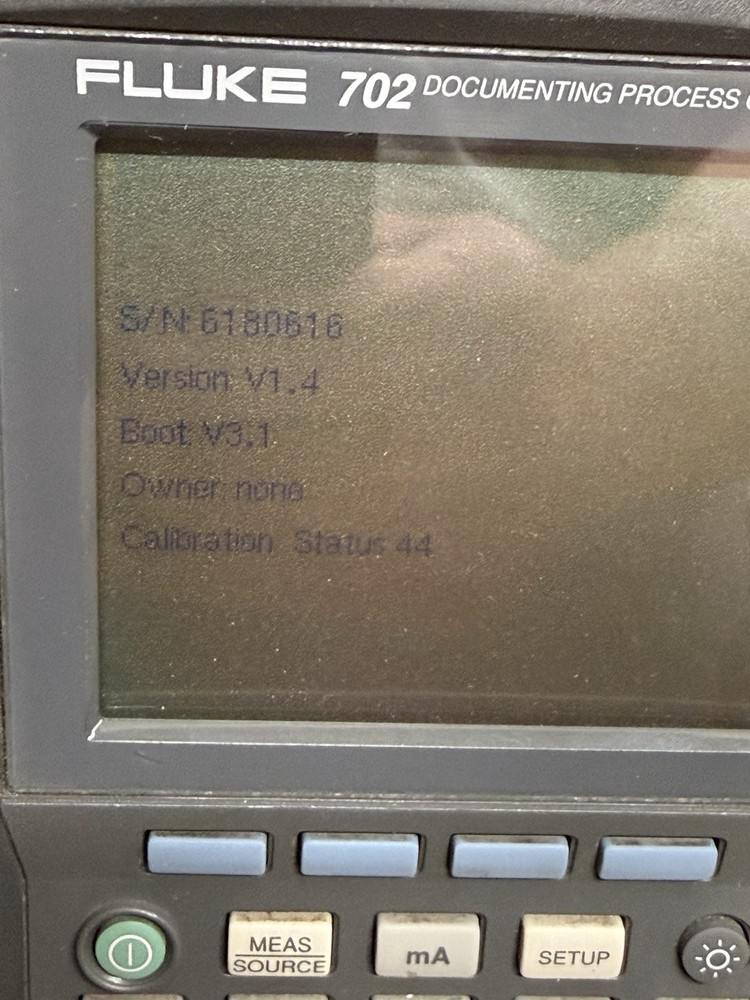 FLUKE 702 DOCUMENTING PROCESS
S/N: 6180616
Version: V1.4
Boot: V3.1
Owner: none
Calibration Status 44
MEAS
SOURCE
mA
SETUP